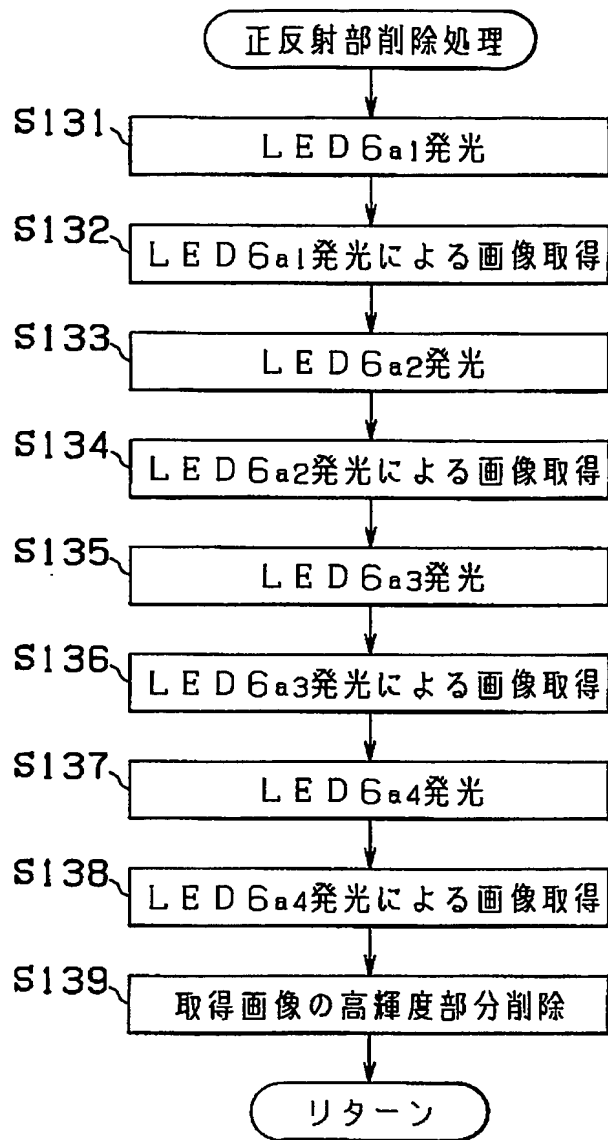 正反射部削除処理
S131
LED6a1発光
S132
LED6a1発光による画像取得
S133
LED6a2発光
S134
LED6a2発光による画像取得
S135
LED6a3発光
S136
LED6a3発光による画像取得
S137
LED6a4発光
S138
LED6a4発光による画像取得
S139
取得画像の高輝度部分削除
リターン